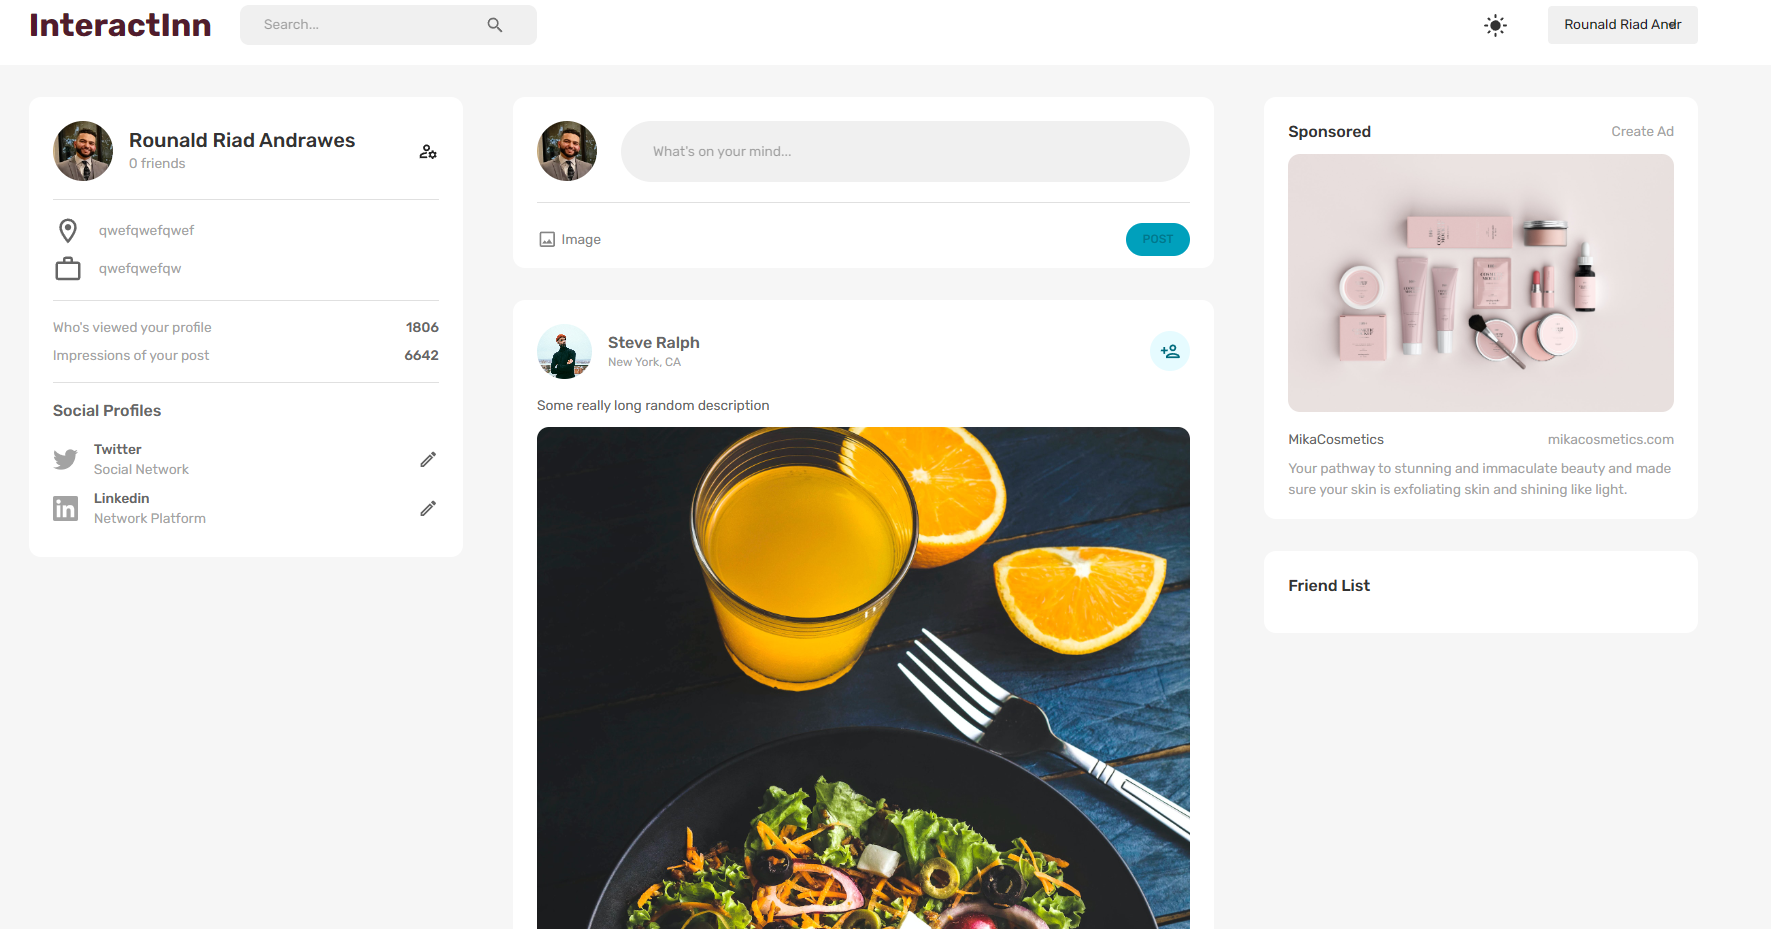 InteractInn
Search...
Rounald Riad Andr
Rounald Riad Andrawes
0 friends
qwefqwefqwef
qwefqwefqw
Who's viewed your profile 1806
Impressions of your post 6642
Social Profiles
Twitter
Social Network
in
Linkedin
Network Platform
What's on your mind...
Image
POST
Steve Ralph
New York, CA
Some really long random description
Sponsored Create Ad
MikaCosmetics mikacosmetics.com
Your pathway to stunning and immaculate beauty and made
sure your skin is exfoliating skin and shining like light.
Friend List